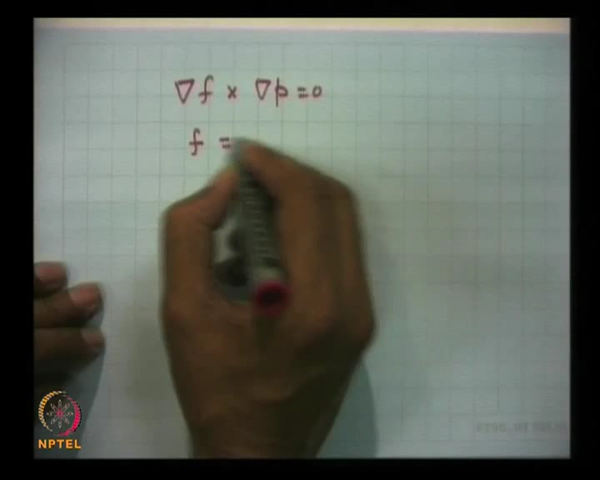 ∇f × ∇p = 0
f =
NPTEL